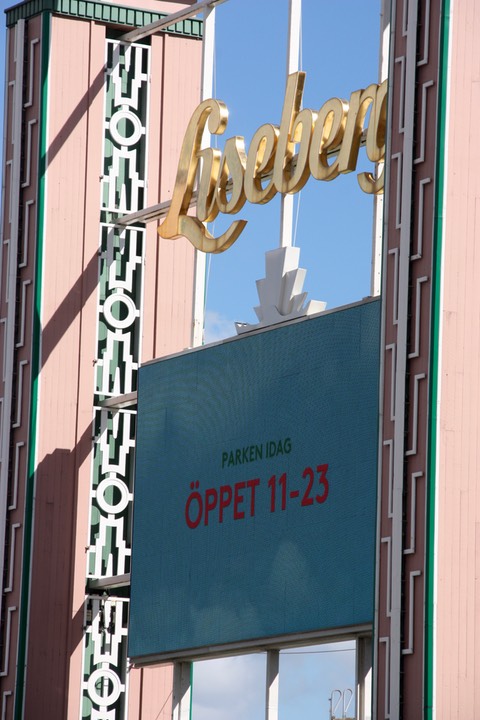 Liseberg
PARKEN IDAG
ÖPPET 11-23